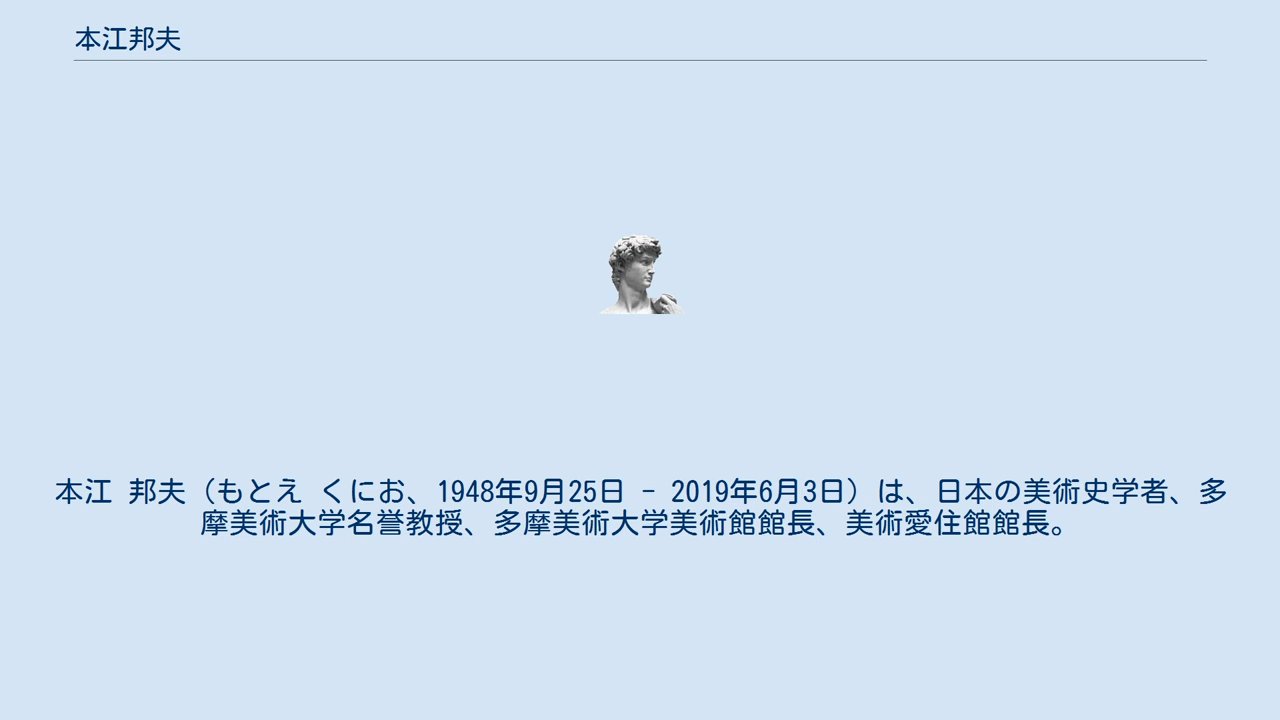 本江邦夫
本江 邦夫（もとえ くにお、1948年9月25日 - 2019年6月3日）は、日本の美術史学者、多
摩美術大学名誉教授、多摩美術大学美術館館長、美術愛住館館長。